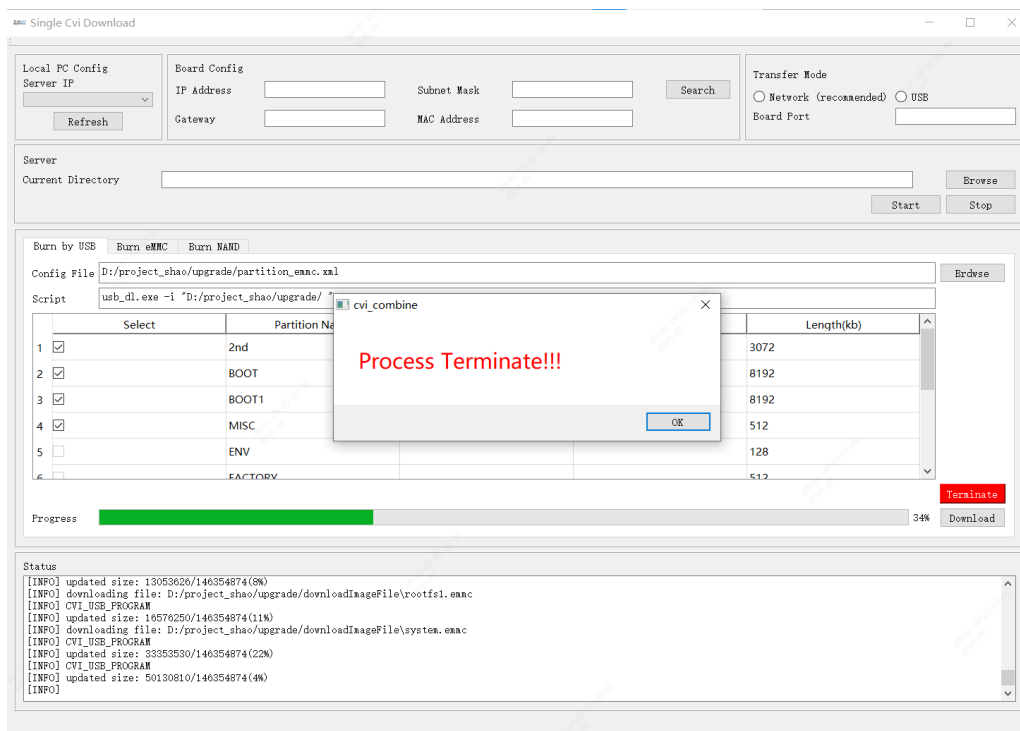 Single Cvi Download
Local PC Config
Server IP
Refresh
Board Config
IP Address
Subnet Mask
Search
Gateway
MAC Address
Transfer Mode
Network (recommended)
USB
Board Port
Server
Current Directory
Browse
Start
Stop
Burn by USB
Burn eMMC
Burn NAND
Config File
D:/project_shao/upgrade/partition_emmc.xml
Brdwse
Script
usb_dl.exe -i "D:/project_shao/upgrade/ "
cvi_combine
Process Terminate!!!
OK
Select
Partition Na
Length(kb)
1
2nd
3072
2
BOOT
8192
3
BOOT1
8192
4
MISC
512
5
ENV
128
6
FACTORY
512
Terminate
Progress
34%
Download
Status
[INFO] updated size: 13053626/146354874(8%)
[INFO] downloading file: D:/project_shao/upgrade/downloadImageFile\rootfs1.emmc
[INFO] CVI_USB_PROGRAM
[INFO] updated size: 16576250/146354874(11%)
[INFO] downloading file: D:/project_shao/upgrade/downloadImageFile\system.emmc
[INFO] CVI_USB_PROGRAM
[INFO] updated size: 33353530/146354874(22%)
[INFO] CVI_USB_PROGRAM
[INFO] updated size: 50130810/146354874(4%)
[INFO]